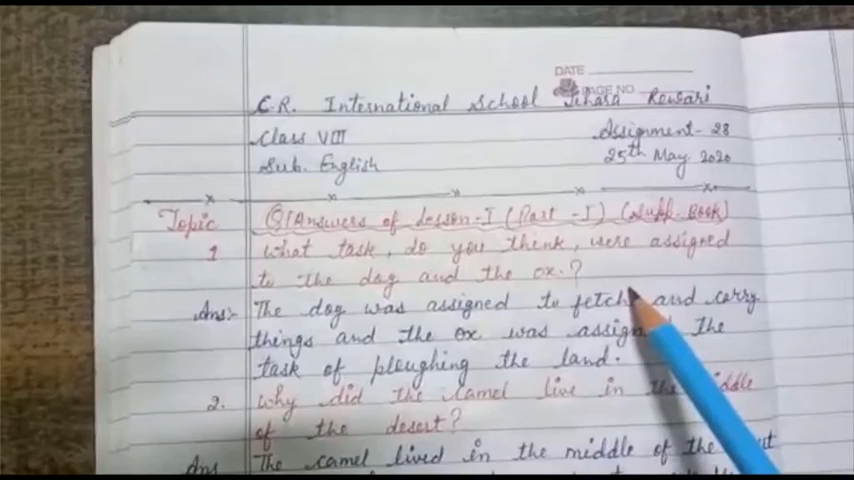 DATE
PAGE NO
C.R. International School Jihara Rewari
Class VIII Assignment - 28
Sub. English 25th May 2020
Topic Q/Answers of Lesson-I (Part-I) (Supp. Book)
1 What task, do you think, were assigned
to the dog and the ox.?
Ans:- The dog was assigned to fetch and carry
things and the ox was the
task of ploughing the land.
2. Why did the camel live in the
of the desert?
Ans The camel lived in the middle of the